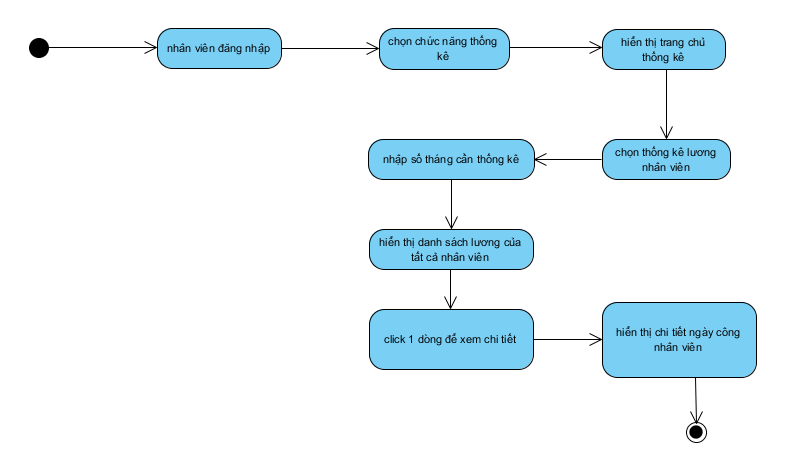 nhân viên đăng nhập
chọn chức năng thống
kê
hiển thị trang chủ
thống kê
chọn thống kê lương
nhân viên
nhập số tháng cần thống kê
hiển thị danh sách lương của
tất cả nhân viên
click 1 dòng để xem chi tiết
hiển thị chi tiết ngày công
nhân viên